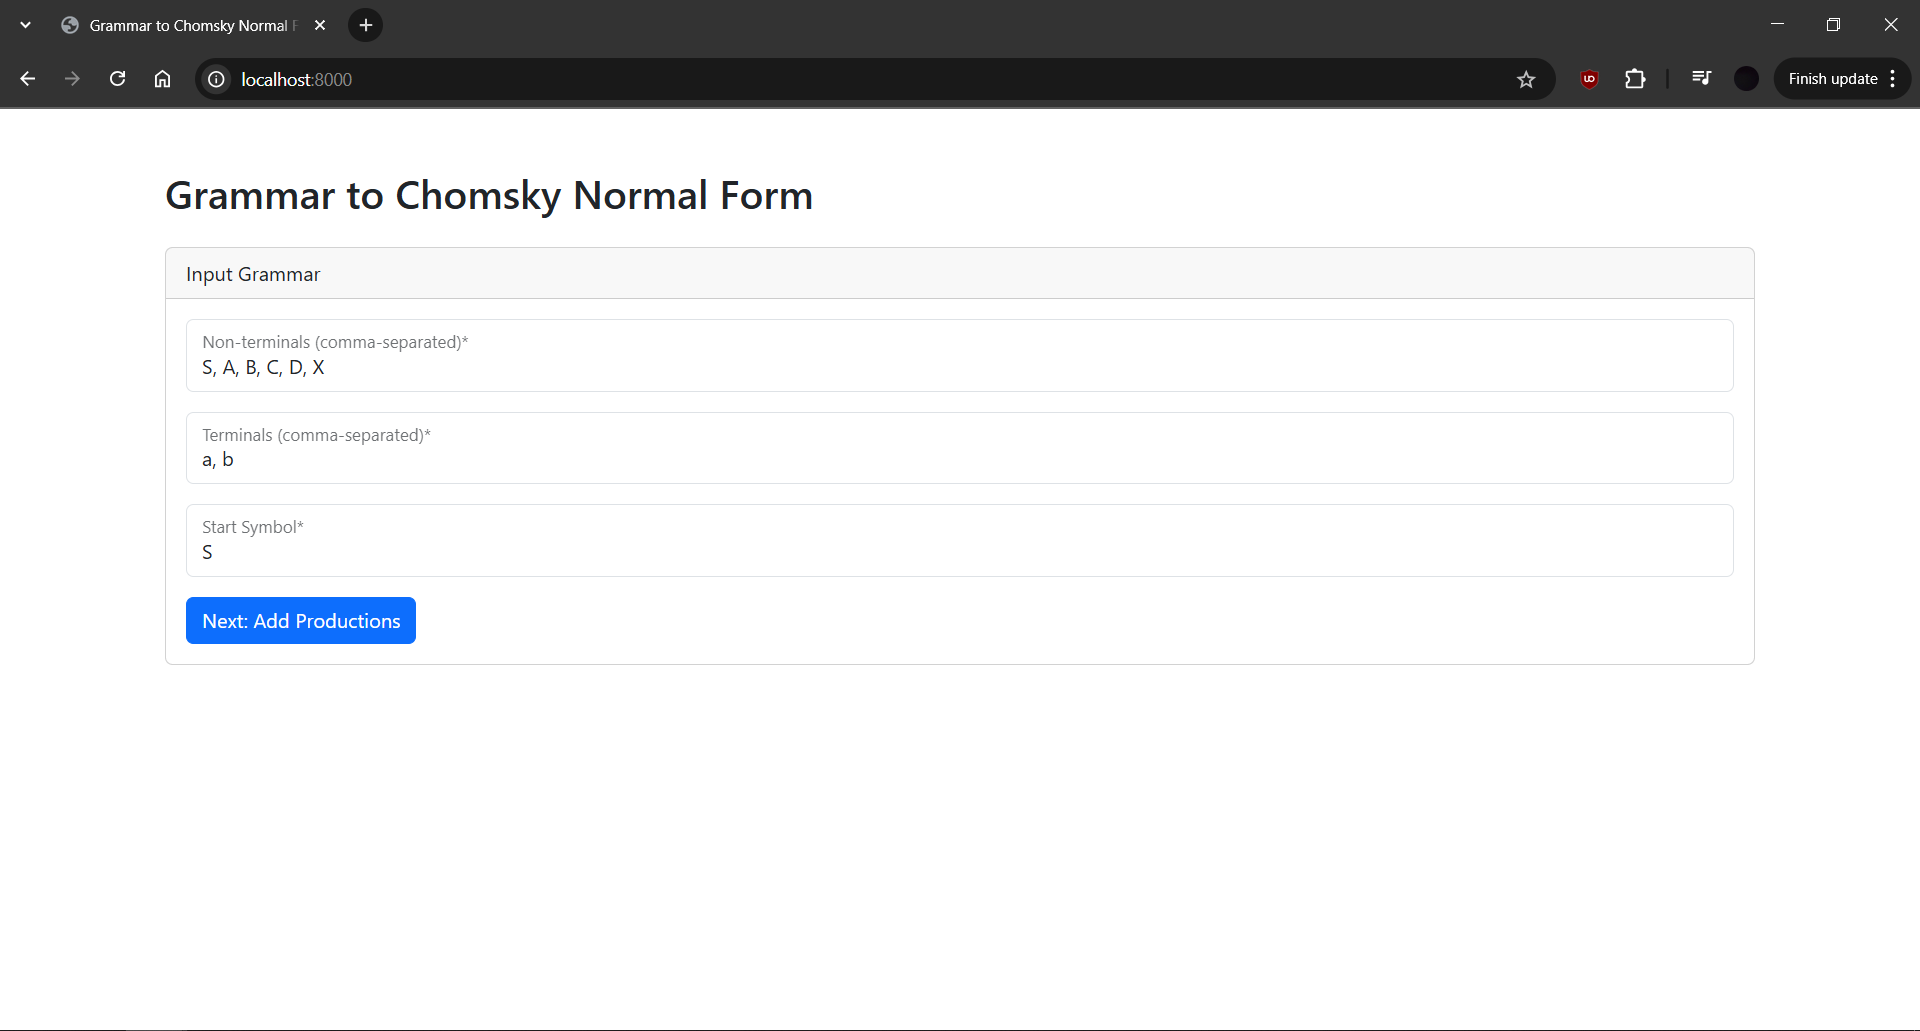 Grammar to Chomsky Normal F
localhost:8000
UD
Finish update
Grammar to Chomsky Normal Form
Input Grammar
Non-terminals (comma-separated)*
S, A, B, C, D, X
Terminals (comma-separated)*
a, b
Start Symbol*
S
Next: Add Productions